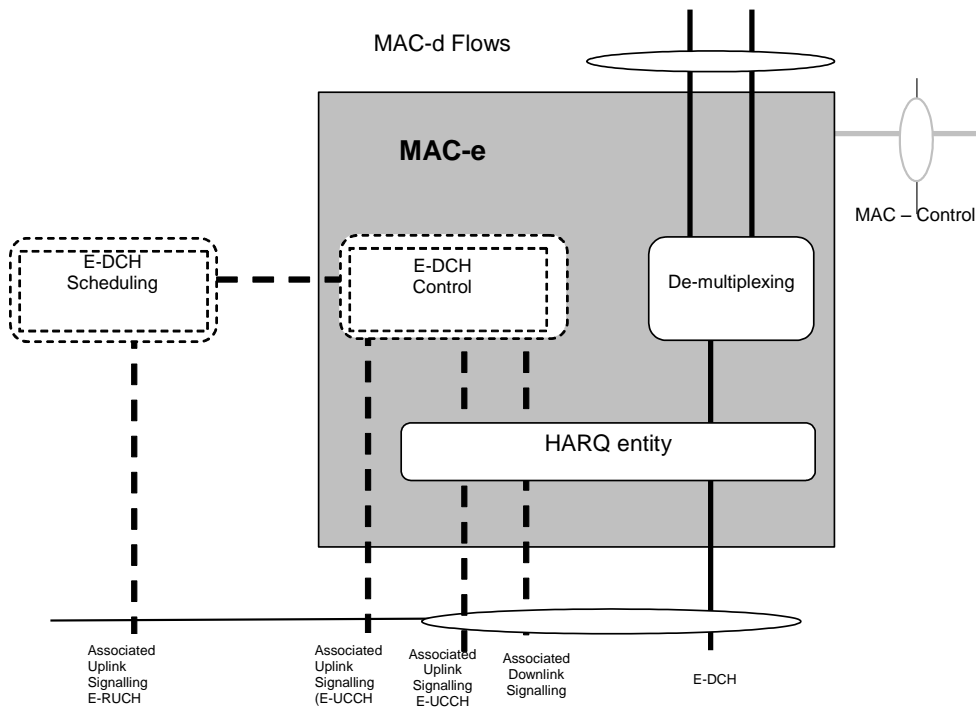 MAC-d Flows
MAC-e
MAC – Control
E-DCH
Scheduling
E-DCH
Control
De-multiplexing
HARQ entity
Associated
Uplink
Signalling
E-RUCH
Associated
Uplink
Signalling
(E-UCCH
Associated
Uplink
Signalling
E-UCCH
Associated
Downlink
Signalling
E-DCH